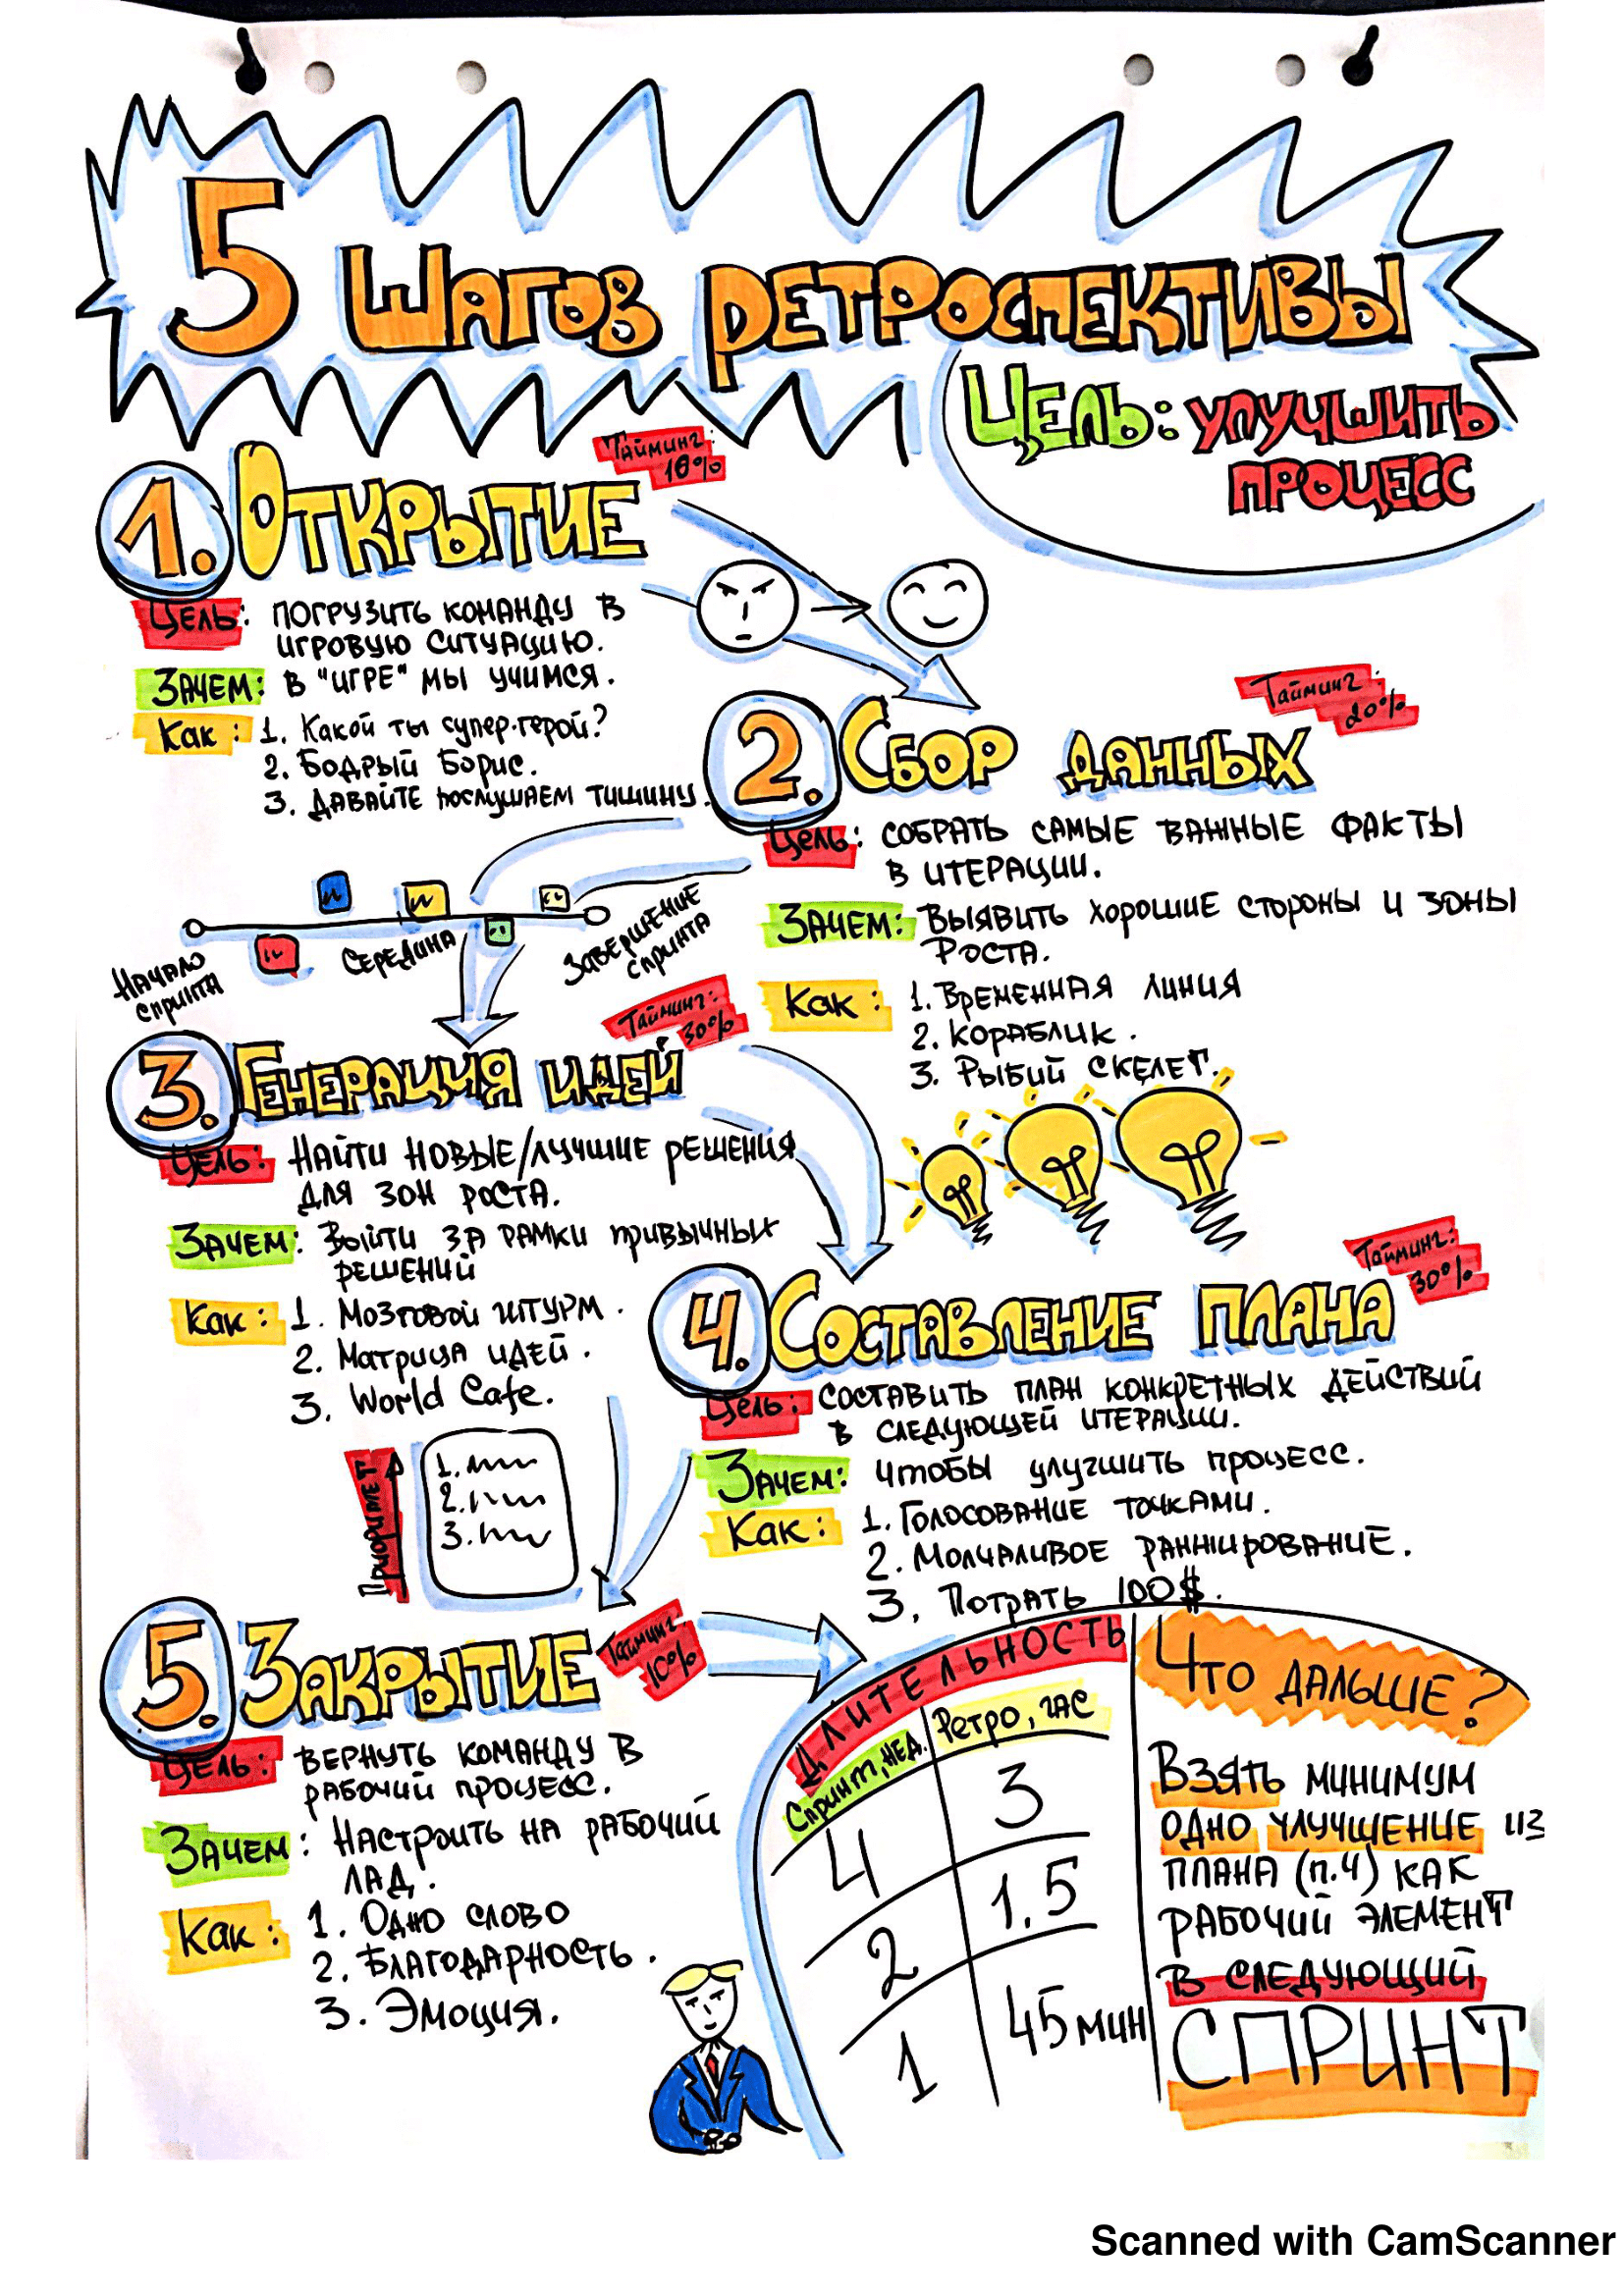 5 шагов ретроспективы
Цель: улучшить
процесс
Тайминг:
10%
1. Открытие
Цель: погрузить команду в
игровую ситуацию.
Зачем: в "игре" мы учимся.
Как: 1. Какой ты супер-герой?
2. Бодрый Борис.
3. Давайте послушаем тишину.
Тайминг:
20%
2. Сбор данных
Цель: собрать самые важные факты
в итерации.
Зачем: Выявить хорошие стороны и зоны
роста.
Как: 1. Временная линия
2. Кораблик.
3. Рыбий скелет.
Начало
спринта
Середина
Завершение
спринта
Тайминг:
30%
3. Генерация идей
Цель: Найти новые/лучшие решения
для зон роста.
Зачем: Выйти за рамки привычных
решений
Как: 1. Мозговой штурм.
2. Матрица идей.
3. World Cafe.
Тайминг:
30%
4. Составление плана
Цель: составить план конкретных действий
в следующей итерации.
Зачем: чтобы улучшить процесс.
Как: 1. Голосование точками.
2. Молчаливое ранжирование.
3. Потрать 100$.
Приоритет
1.
2.
3.
Тайминг:
10%
5. Закрытие
Цель: вернуть команду в
рабочий процесс.
Зачем: Настроить на рабочий
лад.
Как: 1. Одно слово
2. Благодарность.
3. Эмоция.
Длительность
Спринт, нед. Ретро, час
4 3
2 1,5
1 45 мин
Что дальше?
Взять минимум
одно улучшение из
плана (п.4) как
рабочий элемент
в следующий
спринт
Scanned with CamScanner